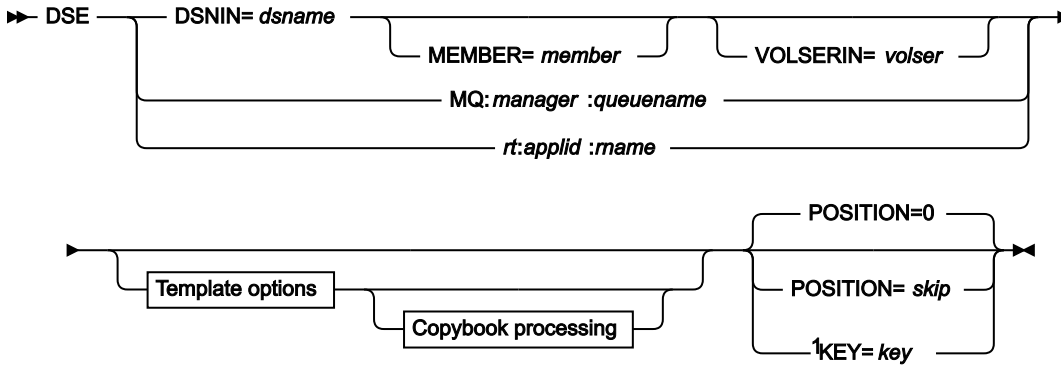 DSE DSNIN= dsname
MEMBER= member VOLSERIN= volser
MQ: manager :queuename
rt:applid :rname
POSITION=0
Template options POSITION= skip
Copybook processing
1KEY= key